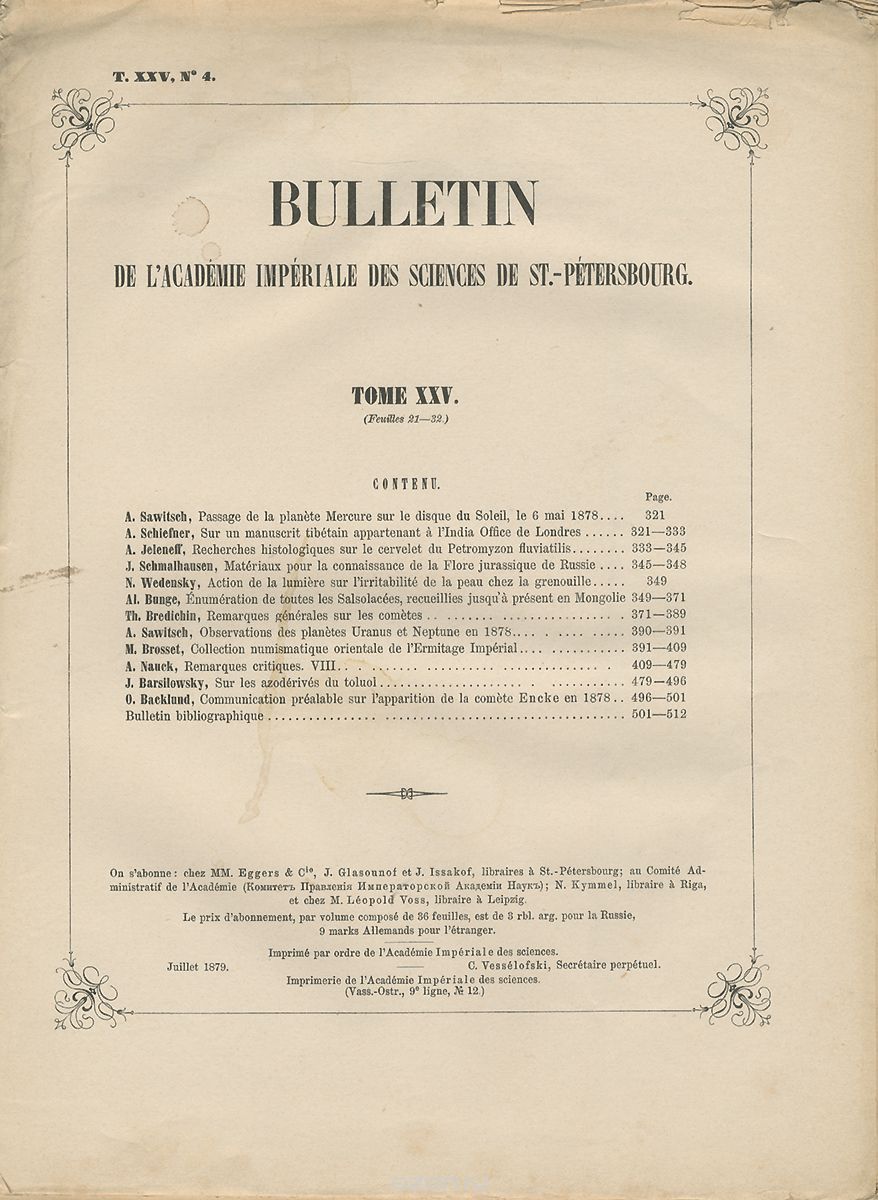 T. XXV, Nº 4.
BULLETIN
DE L'ACADÉMIE IMPÉRIALE DES SCIENCES DE ST.-PÉTERSBOURG.
TOME XXV.
(Feuilles 21—32.)
CONTENU.
Page.
A. Sawitsch, Passage de la planète Mercure sur le disque du Soleil, le 6 mai 1878.... 321
A. Schiefner, Sur un manuscrit tibétain appartenant à l'India Office de Londres ...... 321—333
A. Jeleneff, Recherches histologiques sur le cervelet du Petromyzon fluviatilis........ 333—345
J. Schmalhausen, Matériaux pour la connaissance de la Flore jurassique de Russie .... 345—348
N. Wedensky, Action de la lumière sur l'irritabilité de la peau chez la grenouille..... 349
Al. Bunge, Énumération de toutes les Salsolacées, recueillies jusqu'à présent en Mongolie 349—371
Th. Bredichin, Remarques générales sur les comètes .. ......... ................. . 371—389
A. Sawitsch, Observations des planètes Uranus et Neptune en 1878.... . .... ..... 390—391
M. Brosset, Collection numismatique orientale de l'Ermitage Impérial.... ........... 391—409
A. Nauck, Remarques critiques. VIII.. . ....... ............................ . 409—479
J. Barsilowsky, Sur les azodérivés du toluol..................... . ........... 479—496
O. Backlund, Communication préalable sur l'apparition de la comète Encke en 1878.. 496—501
Bulletin bibliographique................ ................................... 501—512
On s'abonne: chez MM. Eggers & Cie, J. Glasounof et J. Issakof, libraires à St.-Pétersbourg; au Comité Ad-
ministratif de l'Académie (Комитетъ Правленія Императорской Академіи Наукъ); N. Kymmel, libraire à Riga,
et chez M. Léopold Voss, libraire à Leipzig.
Le prix d'abonnement, par volume composé de 36 feuilles, est de 3 rbl. arg. pour la Russie,
9 marks Allemands pour l'étranger.
Imprimé par ordre de l'Académie Impériale des sciences.
Juillet 1879. C. Vessélofski, Secrétaire perpétuel.
Imprimerie de l'Académie Impériale des sciences.
(Vass.-Ostr., 9e ligne, № 12.)